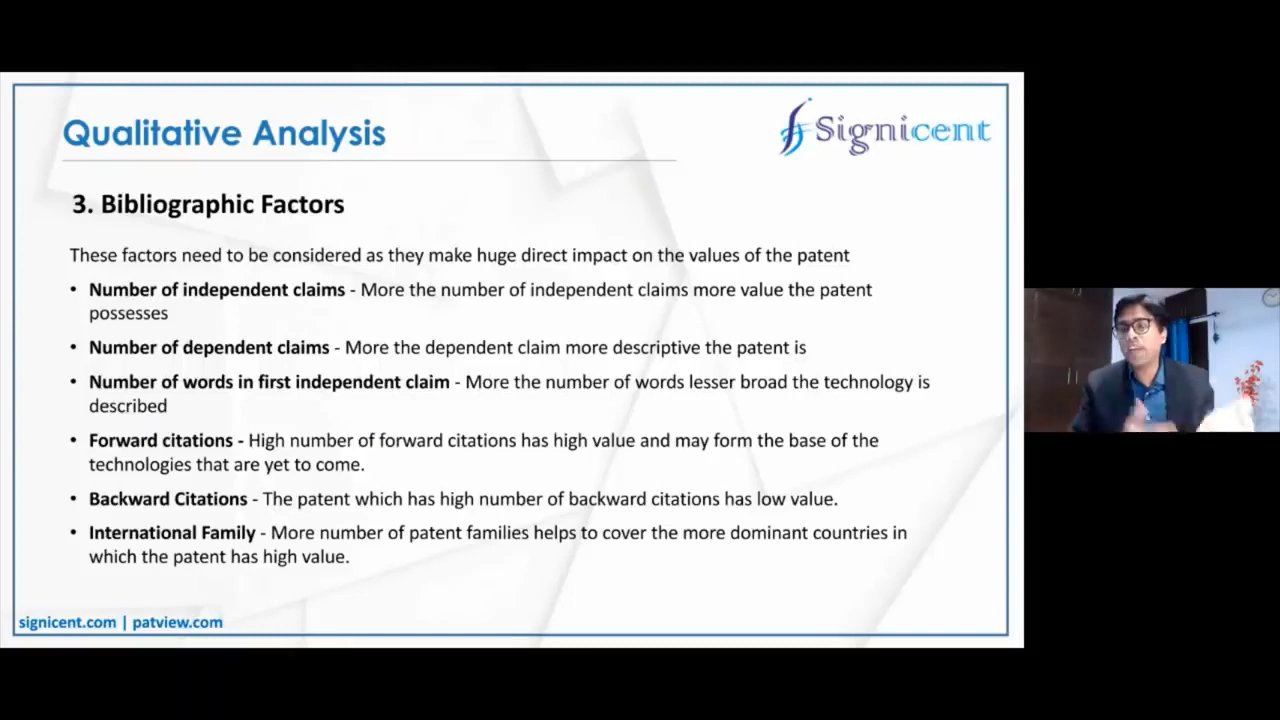 Qualitative Analysis
Signicent
3. Bibliographic Factors
These factors need to be considered as they make huge direct impact on the values of the patent
• Number of independent claims - More the number of independent claims more value the patent
possesses
• Number of dependent claims - More the dependent claim more descriptive the patent is
• Number of words in first independent claim - More the number of words lesser broad the technology is
described
• Forward citations - High number of forward citations has high value and may form the base of the
technologies that are yet to come.
• Backward Citations - The patent which has high number of backward citations has low value.
• International Family - More number of patent families helps to cover the more dominant countries in
which the patent has high value.
signicent.com | patview.com